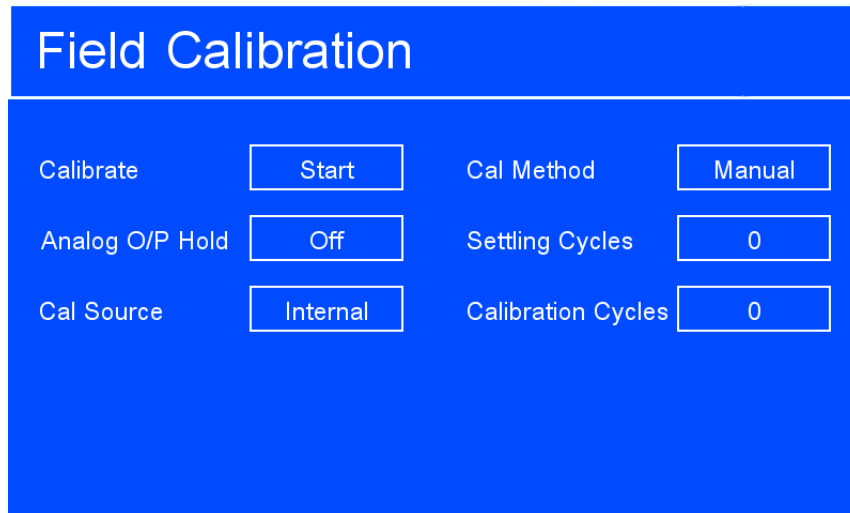 Field Calibration
Calibrate Start Cal Method Manual
Analog O/P Hold Off Settling Cycles 0
Cal Source Internal Calibration Cycles 0